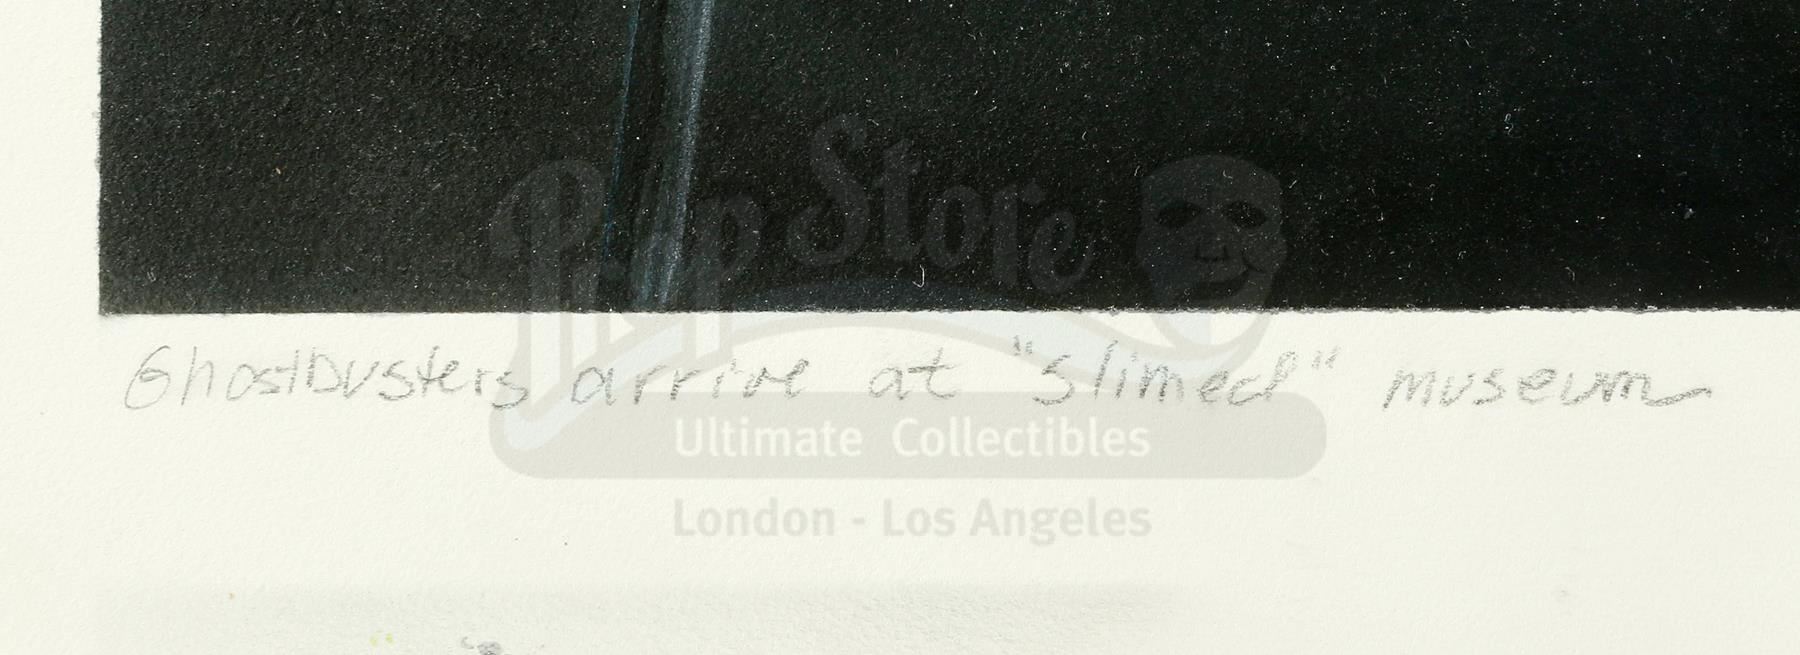 Prop Store
Ghostbusters arrive at "slimed" museum
Ultimate Collectibles
London - Los Angeles